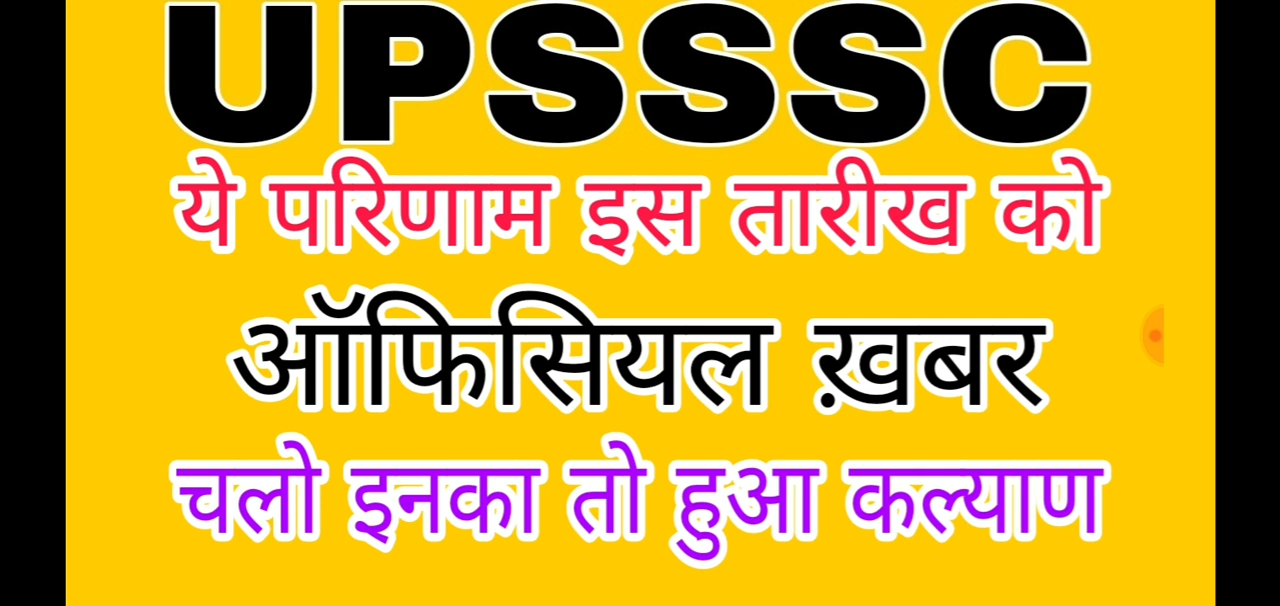 UPSSSC
ये परिणाम इस तारीख को
ऑफिसियल ख़बर
चलो इनका तो हुआ कल्याण